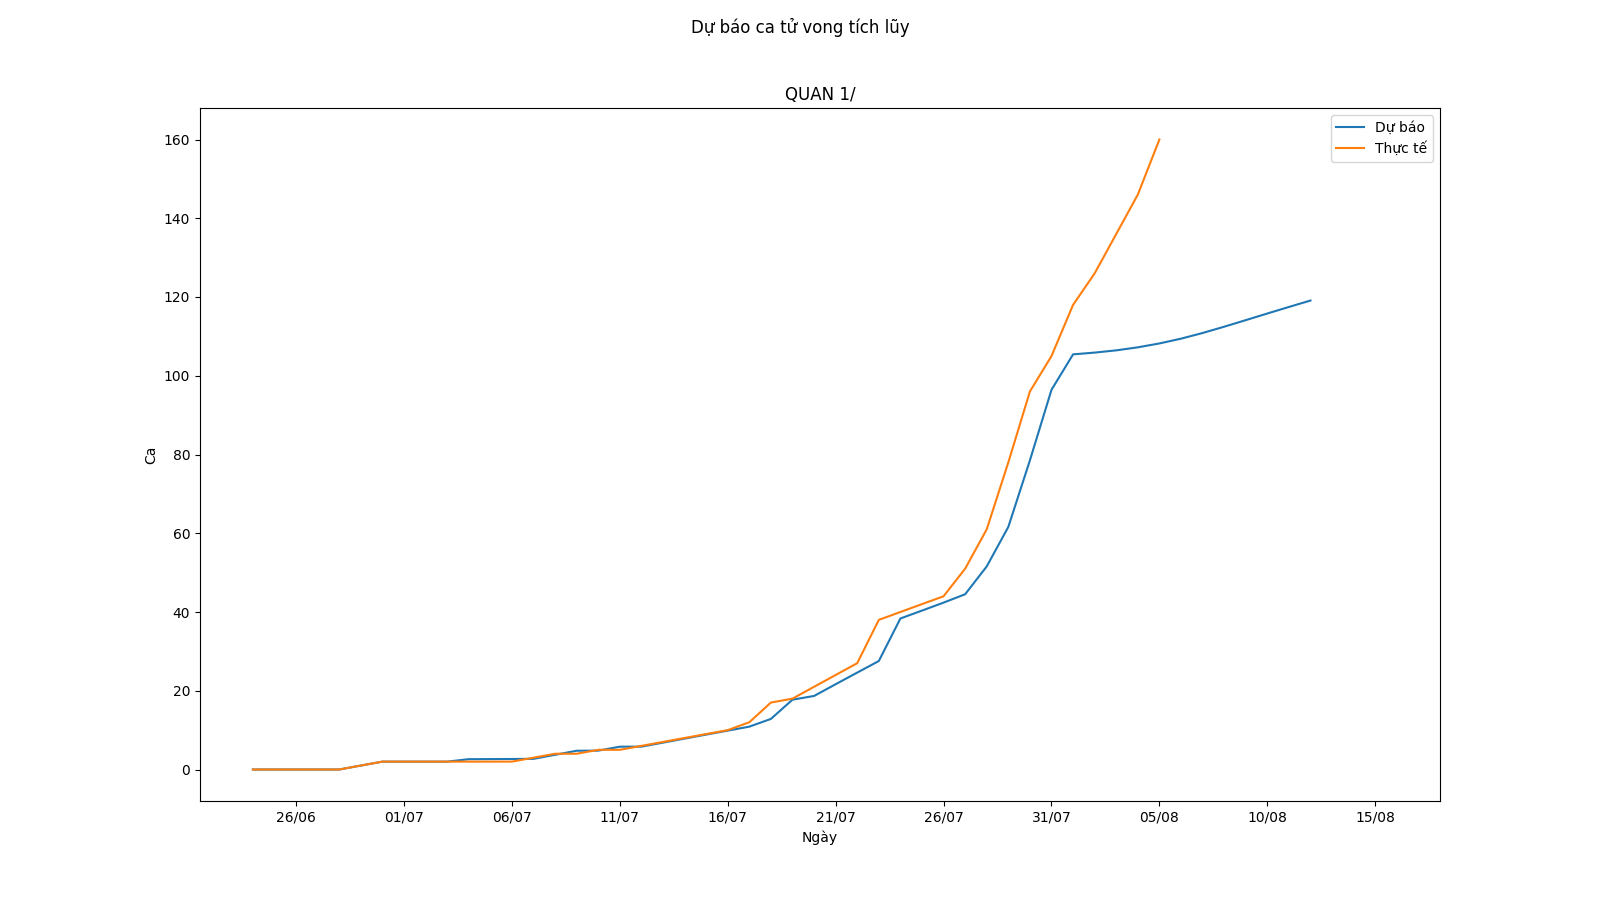 Dự báo ca tử vong tích lũy
QUAN 1/
Dự báo
Thực tế
160
140
120
100
80
60
40
20
0
Ca
26/06 01/07 06/07 11/07 16/07 21/07 26/07 31/07 05/08 10/08 15/08
Ngày